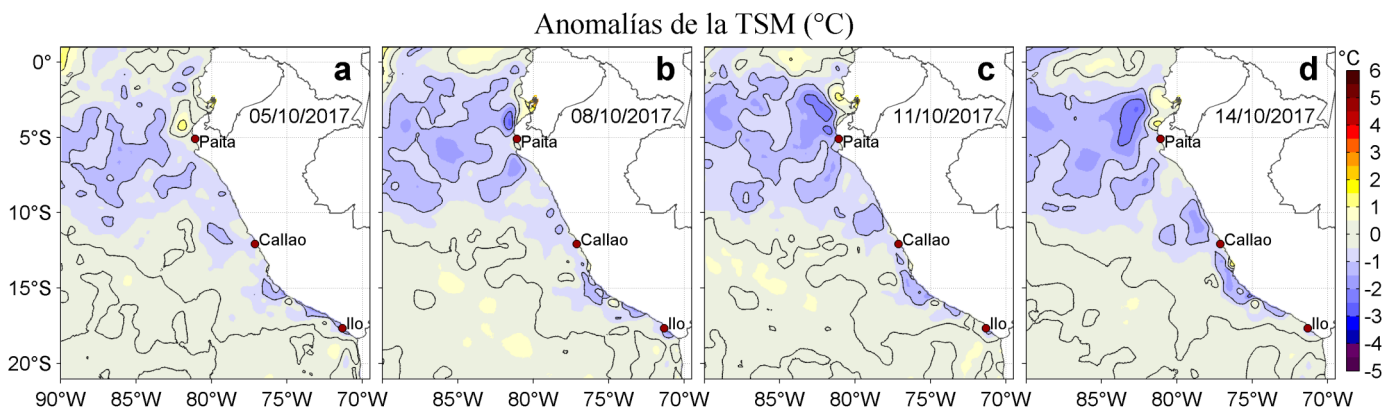 Anomalías de la TSM (°C)
a
05/10/2017
Paita
Callao
Ilo
b
08/10/2017
Paita
Callao
Ilo
c
11/10/2017
Paita
Callao
Ilo
d
14/10/2017
Paita
Callao
Ilo
0°
5°S
10°S
15°S
20°S
90°W 85°W 80°W 75°W 70°W
85°W 80°W 75°W 70°W
85°W 80°W 75°W 70°W
85°W 80°W 75°W 70°W
°C
6
5
4
3
2
1
0
-1
-2
-3
-4
-5